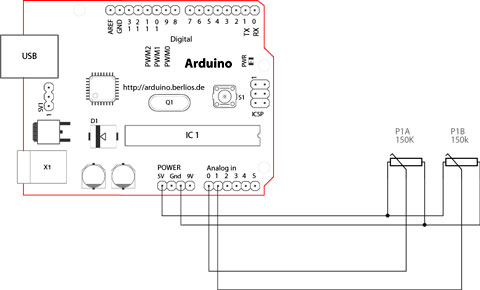 AREF
GND
13
12
11
10
9
8
7 6 5 4 3 2 1 0
TX
RX
Digital
USB
PWM2
PWM1
PWM0
Arduino
PWR
http://arduino.berlios.de
Q1
S1
1
ICSP
SV1
D1
IC 1
X1
POWER
5V Gnd 9V
Analog in
0 1 2 3 4 5
P1A
150K
P1B
150k